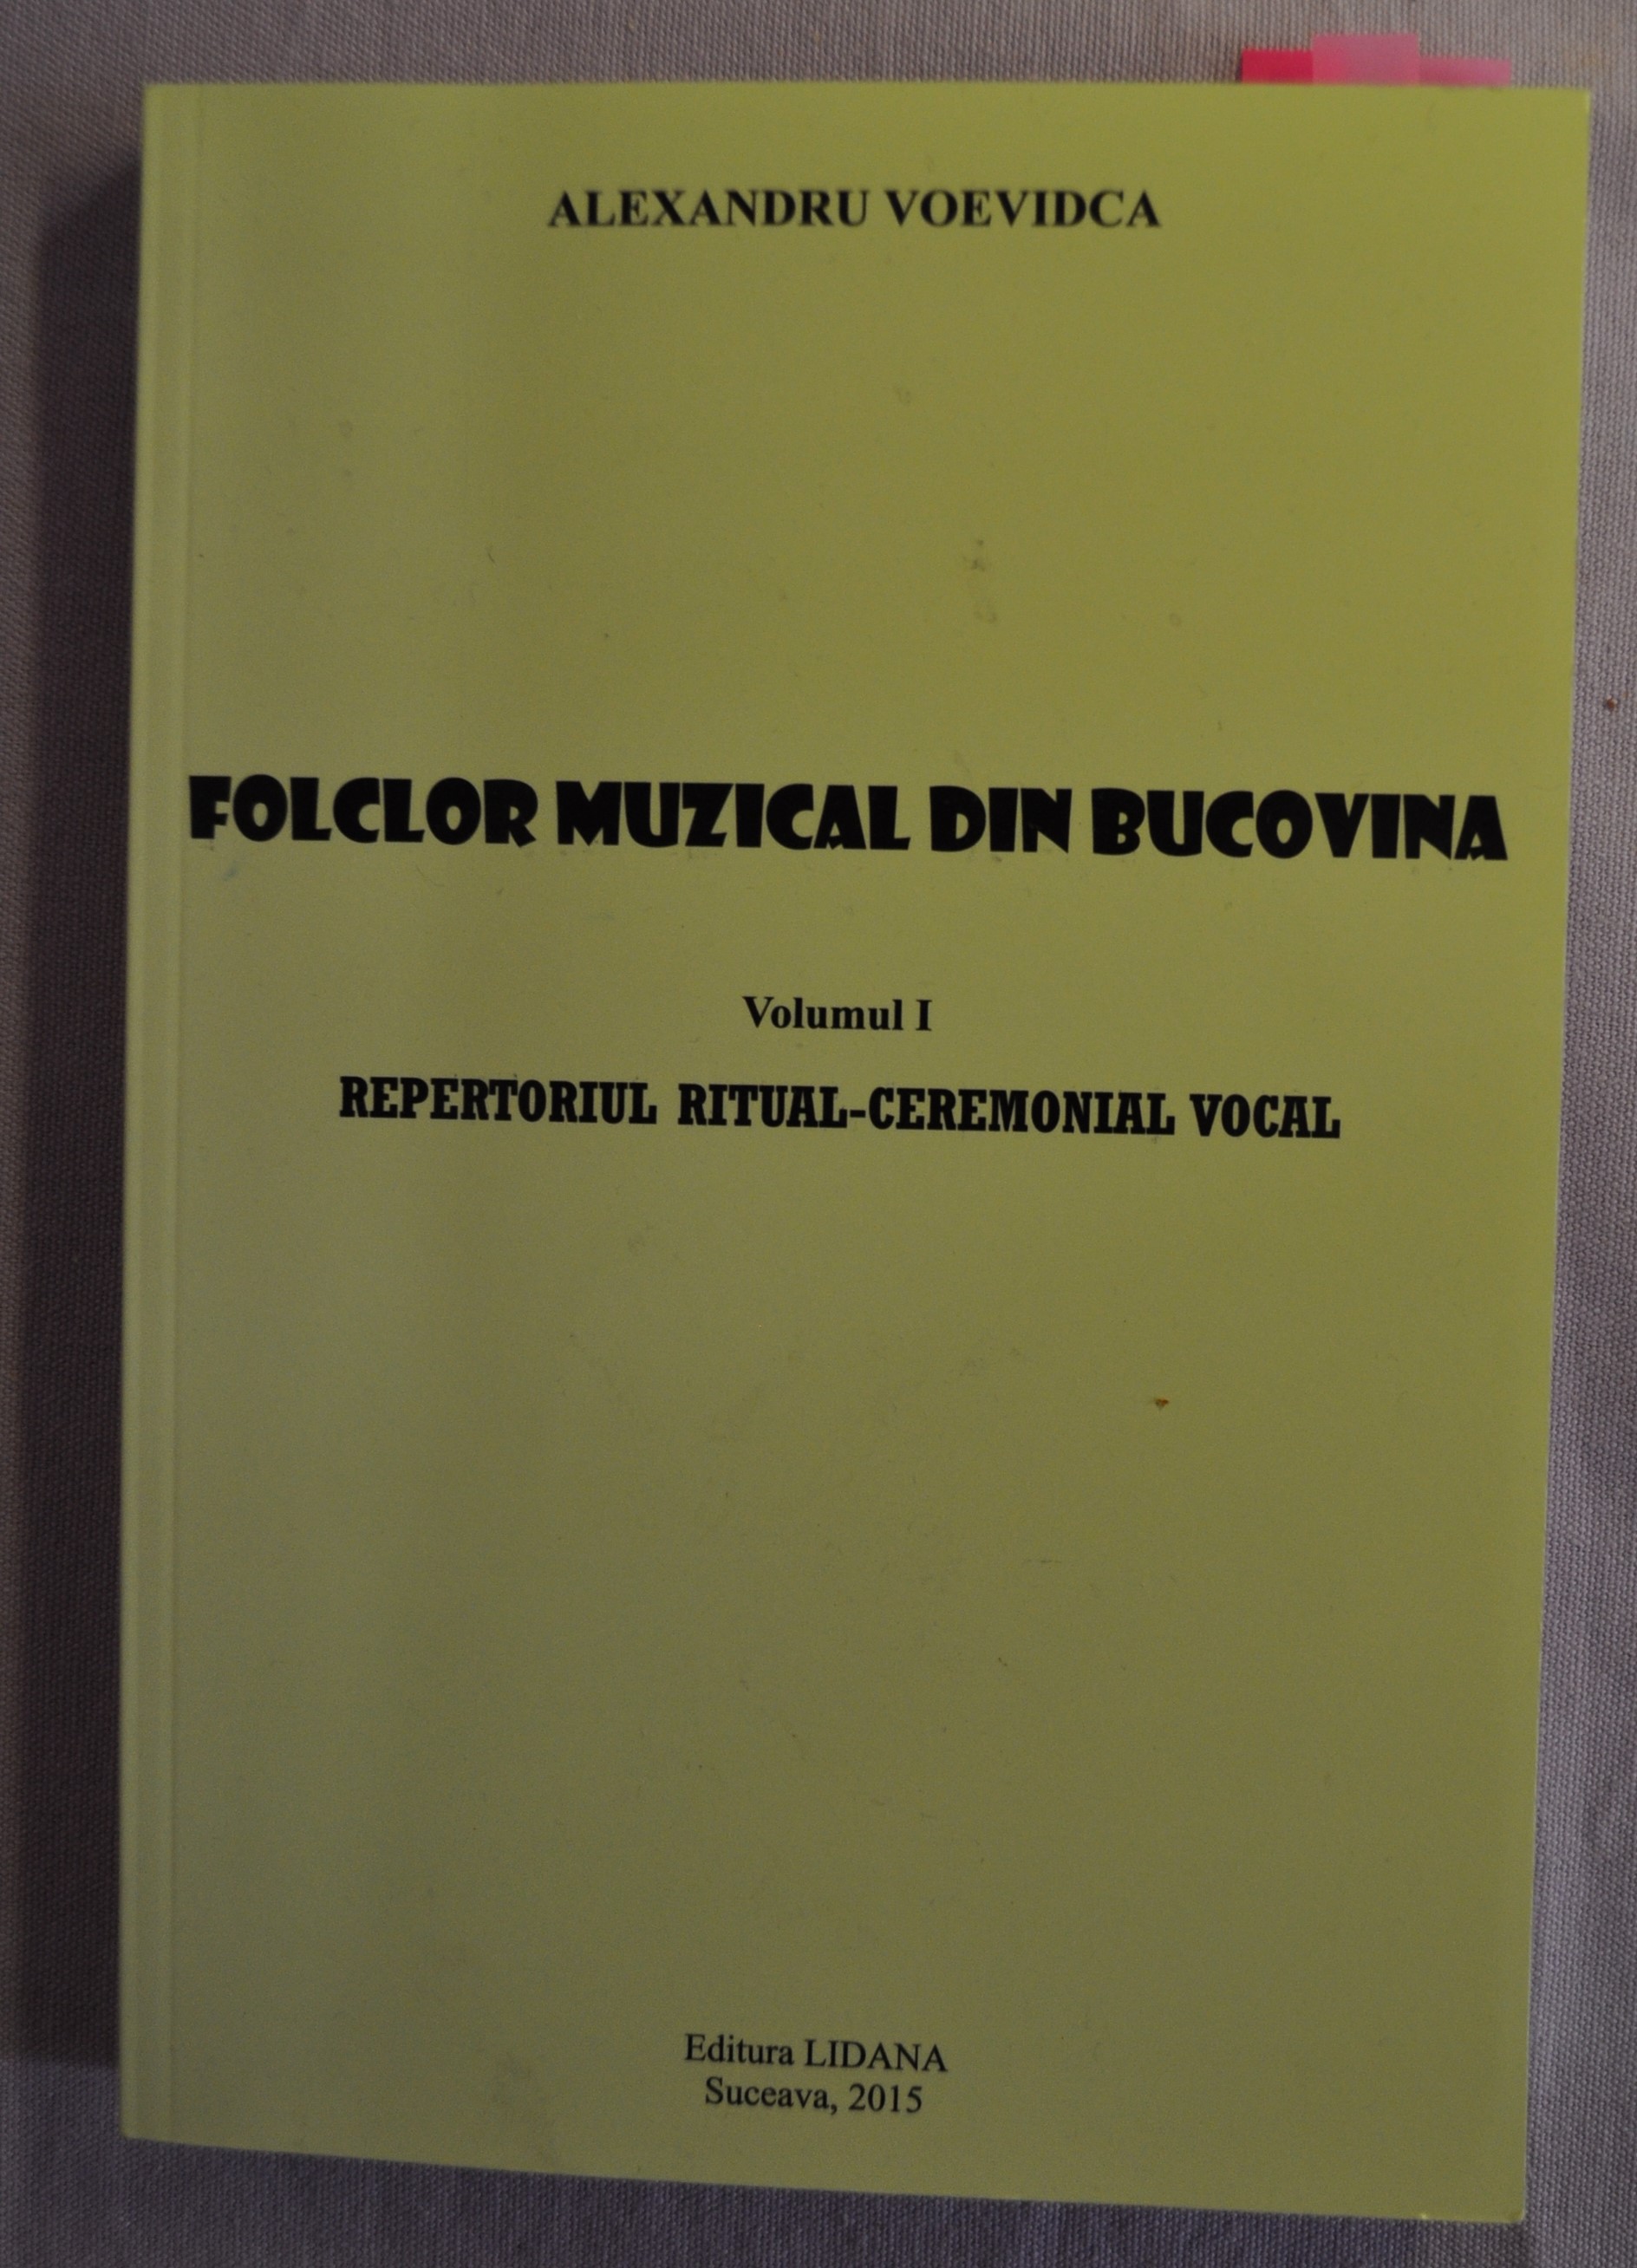 ALEXANDRU VOEVIDCA
FOLCLOR MUZICAL DIN BUCOVINA
Volumul I
REPERTORIUL RITUAL-CEREMONIAL VOCAL
Editura LIDANA
Suceava, 2015